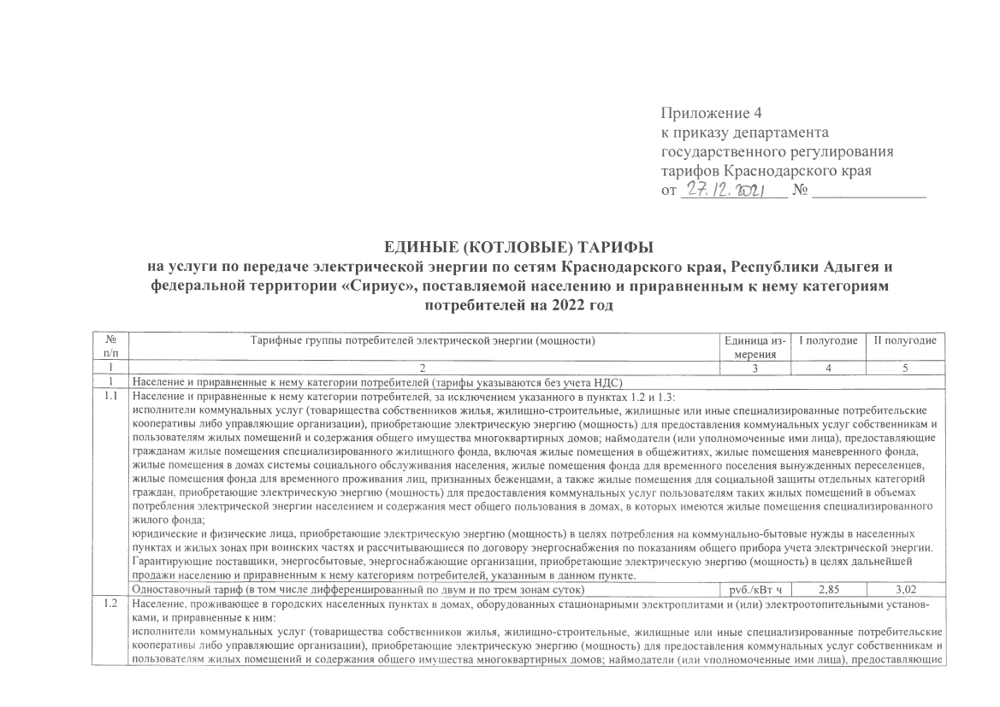 Приложение 4
к приказу департамента
государственного регулирования
тарифов Краснодарского края
от 27.12.2021 № ______________
ЕДИНЫЕ (КОТЛОВЫЕ) ТАРИФЫ
на услуги по передаче электрической энергии по сетям Краснодарского края, Республики Адыгея и
федеральной территории «Сириус», поставляемой населению и приравненным к нему категориям
потребителей на 2022 год
№ п/п Тарифные группы потребителей электрической энергии (мощности) Единица из-мерения I полугодие II полугодие
1 2 3 4 5
1 Население и приравненные к нему категории потребителей (тарифы указываются без учета НДС)
1.1 Население и приравненные к нему категории потребителей, за исключением указанного в пунктах 1.2 и 1.3:
исполнители коммунальных услуг (товарищества собственников жилья, жилищно-строительные, жилищные или иные специализированные потребительские
кооперативы либо управляющие организации), приобретающие электрическую энергию (мощность) для предоставления коммунальных услуг собственникам и
пользователям жилых помещений и содержания общего имущества многоквартирных домов; наймодатели (или уполномоченные ими лица), предоставляющие
гражданам жилые помещения специализированного жилищного фонда, включая жилые помещения в общежитиях, жилые помещения маневренного фонда,
жилые помещения в домах системы социального обслуживания населения, жилые помещения фонда для временного поселения вынужденных переселенцев,
жилые помещения фонда для временного проживания лиц, признанных беженцами, а также жилые помещения для социальной защиты отдельных категорий
граждан, приобретающие электрическую энергию (мощность) для предоставления коммунальных услуг пользователям таких жилых помещений в объемах
потребления электрической энергии населением и содержания мест общего пользования в домах, в которых имеются жилые помещения специализированного
жилого фонда;
юридические и физические лица, приобретающие электрическую энергию (мощность) в целях потребления на коммунально-бытовые нужды в населенных
пунктах и жилых зонах при воинских частях и рассчитывающиеся по договору энергоснабжения по показаниям общего прибора учета электрической энергии.
Гарантирующие поставщики, энергосбытовые, энергоснабжающие организации, приобретающие электрическую энергию (мощность) в целях дальнейшей
продажи населению и приравненным к нему категориям потребителей, указанным в данном пункте.
Одноставочный тариф (в том числе дифференцированный по двум и по трем зонам суток) руб./кВт ч 2,85 3,02
1.2 Население, проживающее в городских населенных пунктах в домах, оборудованных стационарными электроплитами и (или) электроотопительными установ-
ками, и приравненные к ним:
исполнители коммунальных услуг (товарищества собственников жилья, жилищно-строительные, жилищные или иные специализированные потребительские
кооперативы либо управляющие организации), приобретающие электрическую энергию (мощность) для предоставления коммунальных услуг собственникам и
пользователям жилых помещений и содержания общего имущества многоквартирных домов; наймодатели (или уполномоченные ими лица), предоставляющие